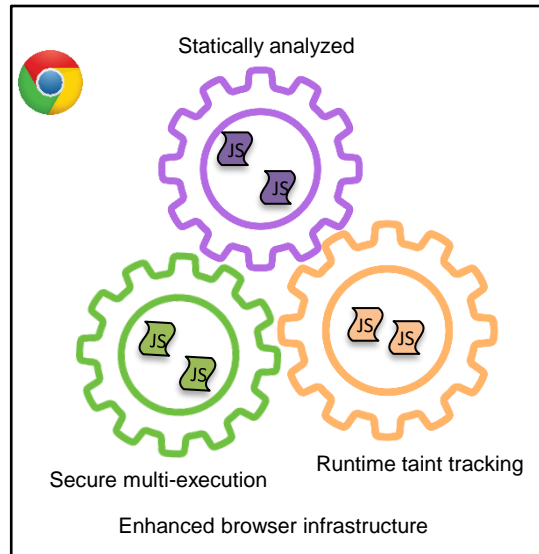 Statically analyzed
JS
JS
JS
JS
JS
JS
Secure multi-execution
Runtime taint tracking
Enhanced browser infrastructure